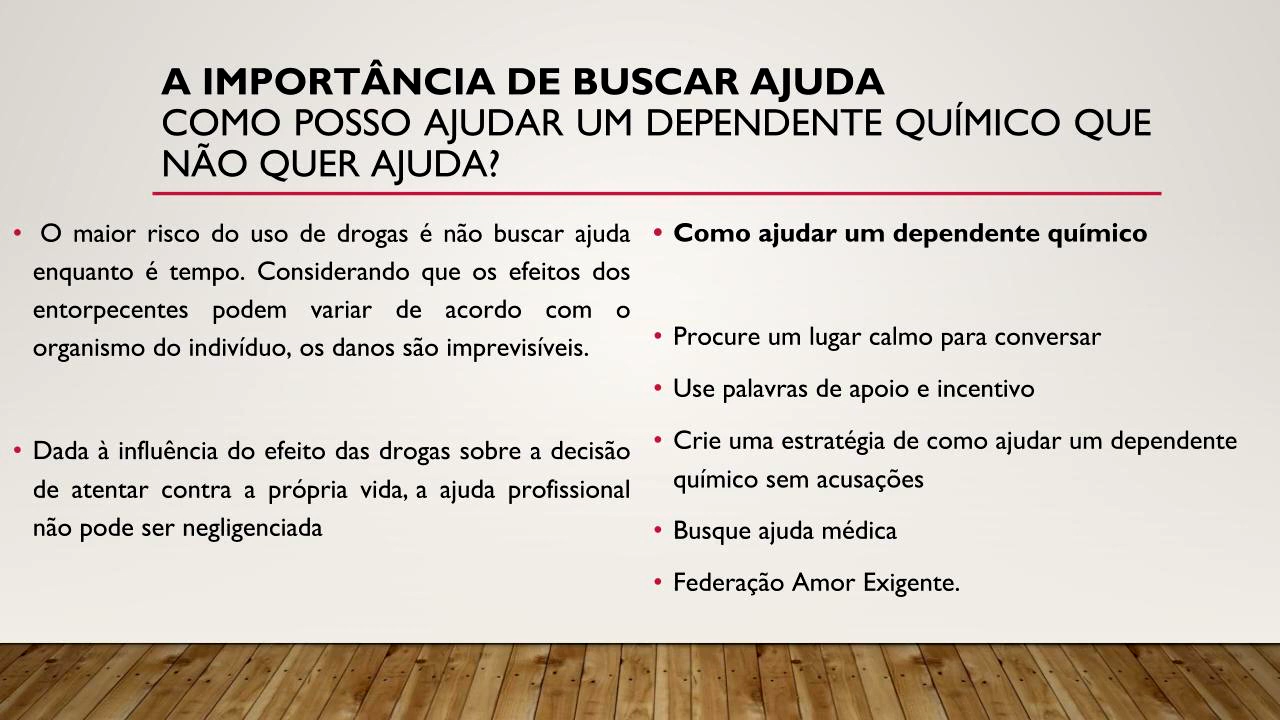 A IMPORTÂNCIA DE BUSCAR AJUDA
COMO POSSO AJUDAR UM DEPENDENTE QUÍMICO QUE
NÃO QUER AJUDA?
• O maior risco do uso de drogas é não buscar ajuda
enquanto é tempo. Considerando que os efeitos dos
entorpecentes podem variar de acordo com o
organismo do indivíduo, os danos são imprevisíveis.
• Dada à influência do efeito das drogas sobre a decisão
de atentar contra a própria vida, a ajuda profissional
não pode ser negligenciada
• Como ajudar um dependente químico
• Procure um lugar calmo para conversar
• Use palavras de apoio e incentivo
• Crie uma estratégia de como ajudar um dependente
químico sem acusações
• Busque ajuda médica
• Federação Amor Exigente.